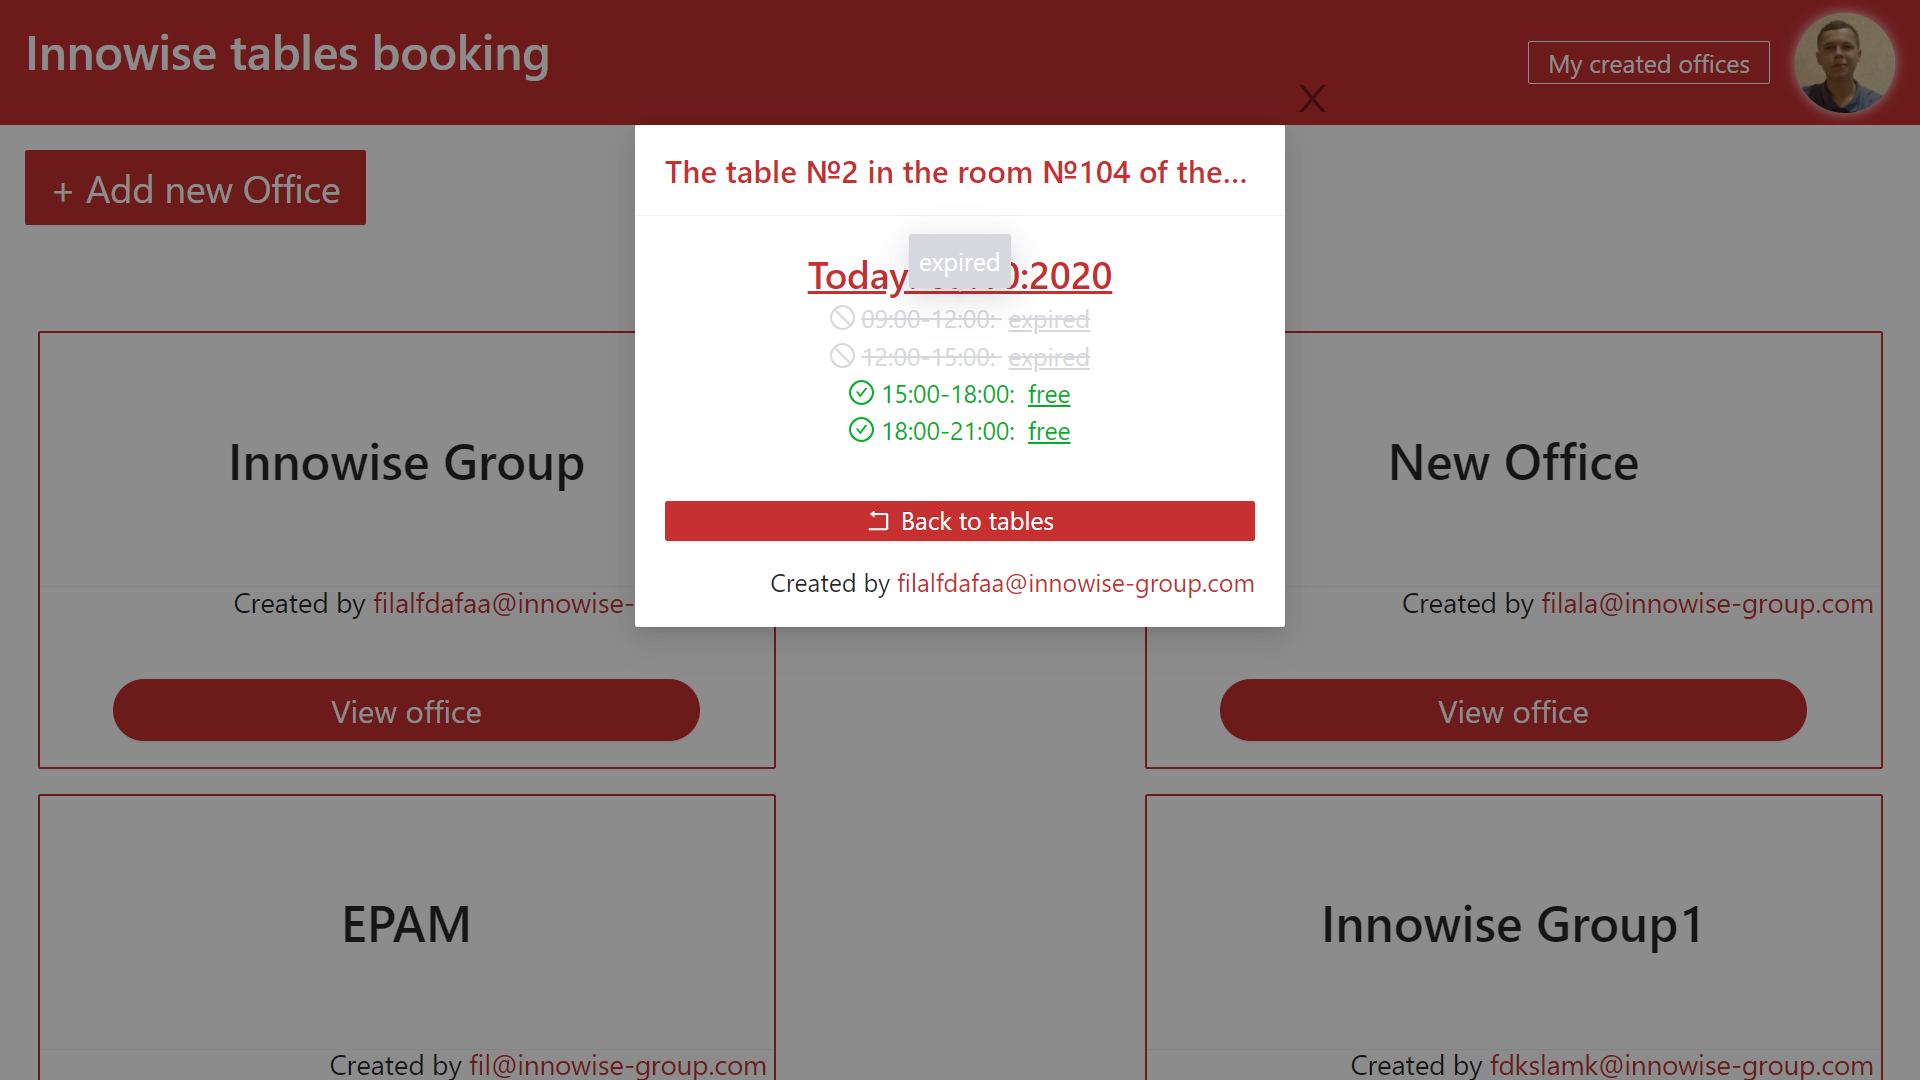 Innowise tables booking
My created offices
X
+ Add new Office
The table №2 in the room №104 of the...
expired
Today :2020
09:00-12:00: expired
12:00-15:00: expired
15:00-18:00: free
18:00-21:00: free
Back to tables
Created by filalfdafaa@innowise-group.com
Innowise Group
Created by filalfdafaa@innowise-
View office
New Office
Created by filala@innowise-group.com
View office
EPAM
Created by fil@innowise-group.com
Innowise Group1
Created by fdkslamk@innowise-group.com